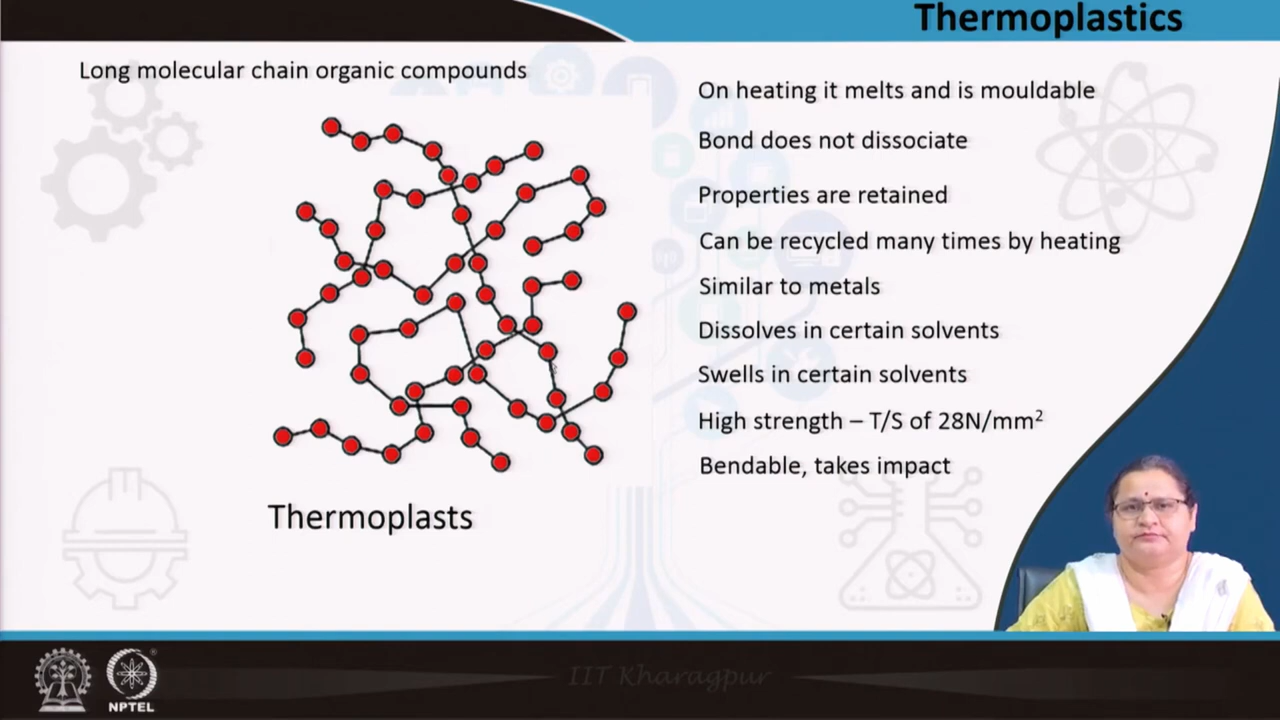 Thermoplastics
Long molecular chain organic compounds
On heating it melts and is mouldable
Bond does not dissociate
Properties are retained
Can be recycled many times by heating
Similar to metals
Dissolves in certain solvents
Swells in certain solvents
High strength – T/S of 28N/mm²
Bendable, takes impact
Thermoplasts
NPTEL
IIT Kharagpur